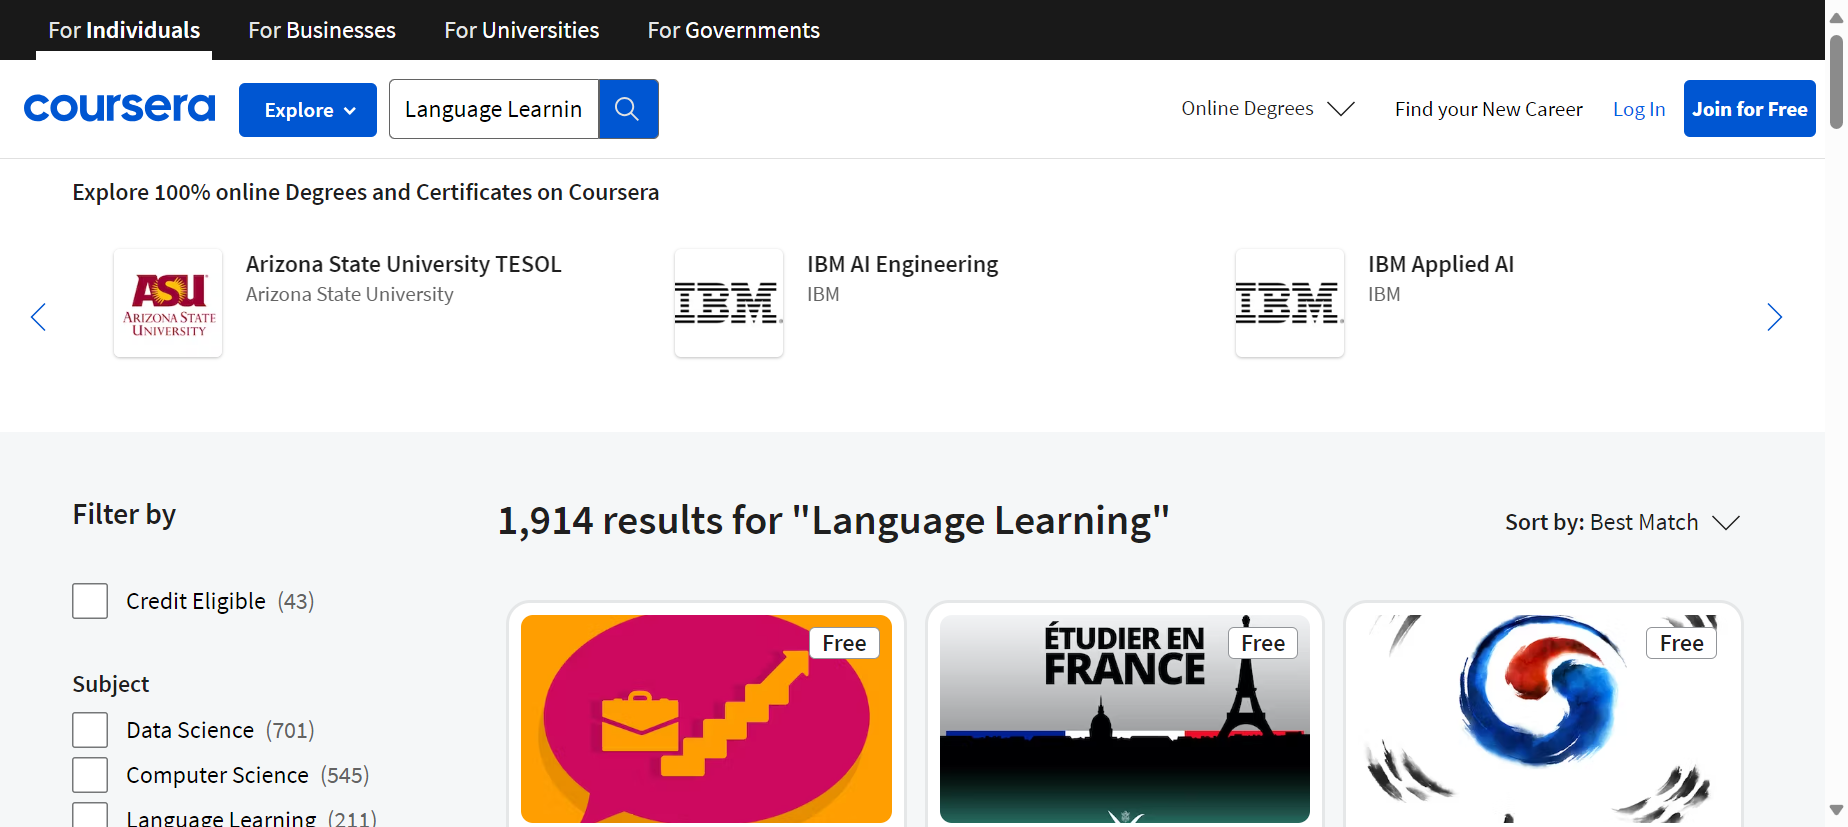 For Individuals
For Businesses
For Universities
For Governments
coursera
Explore
Language Learnin
Online Degrees
Find your New Career
Log In
Join for Free
Explore 100% online Degrees and Certificates on Coursera
ASU
ARIZONA STATE
UNIVERSITY
Arizona State University TESOL
Arizona State University
IBM
IBM AI Engineering
IBM
IBM
IBM Applied AI
IBM
Filter by
1,914 results for "Language Learning"
Sort by: Best Match
Credit Eligible (43)
Subject
Data Science (701)
Computer Science (545)
Language Learning (211)
Free
ÉTUDIER EN
FRANCE
Free
Free